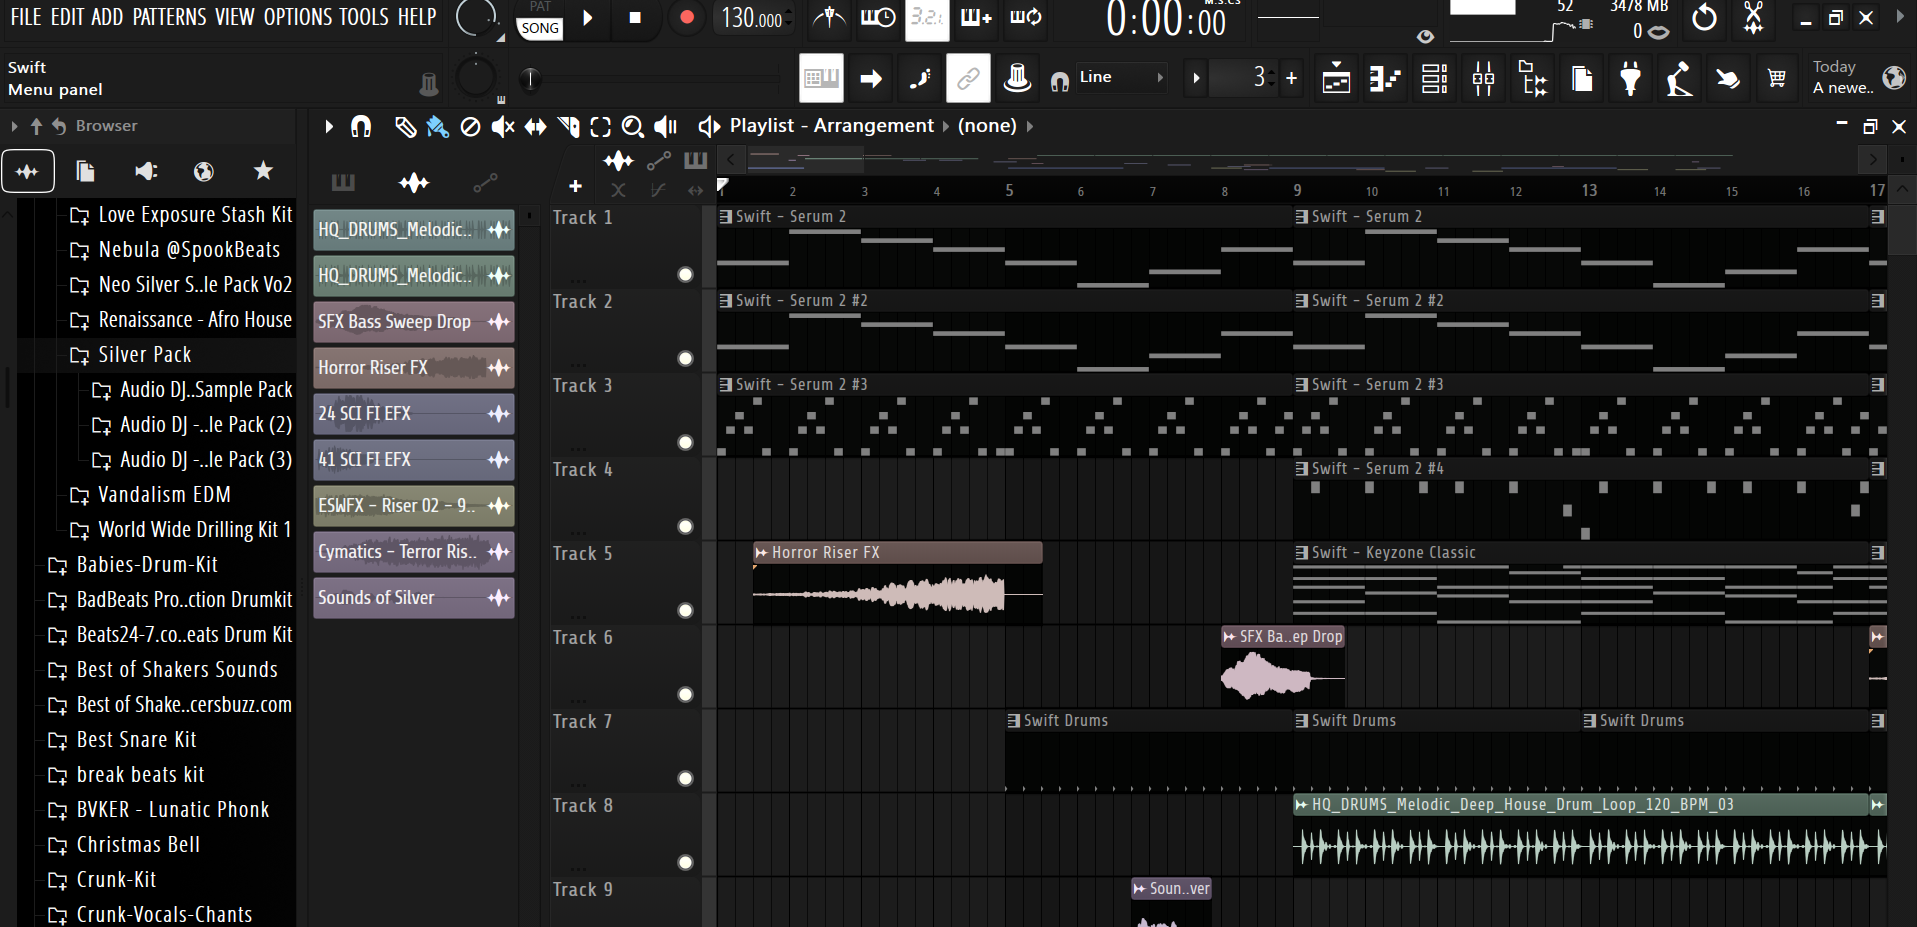 FILE EDIT ADD PATTERNS VIEW OPTIONS TOOLS HELP
PAT
SONG
130.000
3.2.
0:00:00
M:S:CS
52
3478 MB
0
Swift
Menu panel
Line
3
Today
A newe..
Browser
Playlist - Arrangement
(none)
1 2 3 4 5 6 7 8 9 10 11 12 13 14 15 16 17
Love Exposure Stash Kit
Nebula @SpookBeats
Neo Silver S..le Pack Vo2
Renaissance - Afro House
Silver Pack
Audio DJ..Sample Pack
Audio DJ -..le Pack (2)
Audio DJ -..le Pack (3)
Vandalism EDM
World Wide Drilling Kit 1
Babies-Drum-Kit
BadBeats Pro..ction Drumkit
Beats24-7.co..eats Drum Kit
Best of Shakers Sounds
Best of Shake..cersbuzz.com
Best Snare Kit
break beats kit
BVKER - Lunatic Phonk
Christmas Bell
Crunk-Kit
Crunk-Vocals-Chants
HQ_DRUMS_Melodic..
HQ_DRUMS_Melodic..
SFX Bass Sweep Drop
Horror Riser FX
24 SCI FI EFX
41 SCI FI EFX
ESWFX - Riser 02 - 9..
Cymatics - Terror Ris..
Sounds of Silver
Track 1
Swift - Serum 2
Swift - Serum 2
Track 2
Swift - Serum 2 #2
Swift - Serum 2 #2
Track 3
Swift - Serum 2 #3
Swift - Serum 2 #3
Track 4
Swift - Serum 2 #4
Track 5
Horror Riser FX
Swift - Keyzone Classic
Track 6
SFX Ba..ep Drop
Track 7
Swift Drums
Swift Drums
Swift Drums
Track 8
HQ_DRUMS_Melodic_Deep_House_Drum_Loop_120_BPM_03
Track 9
Soun..ver